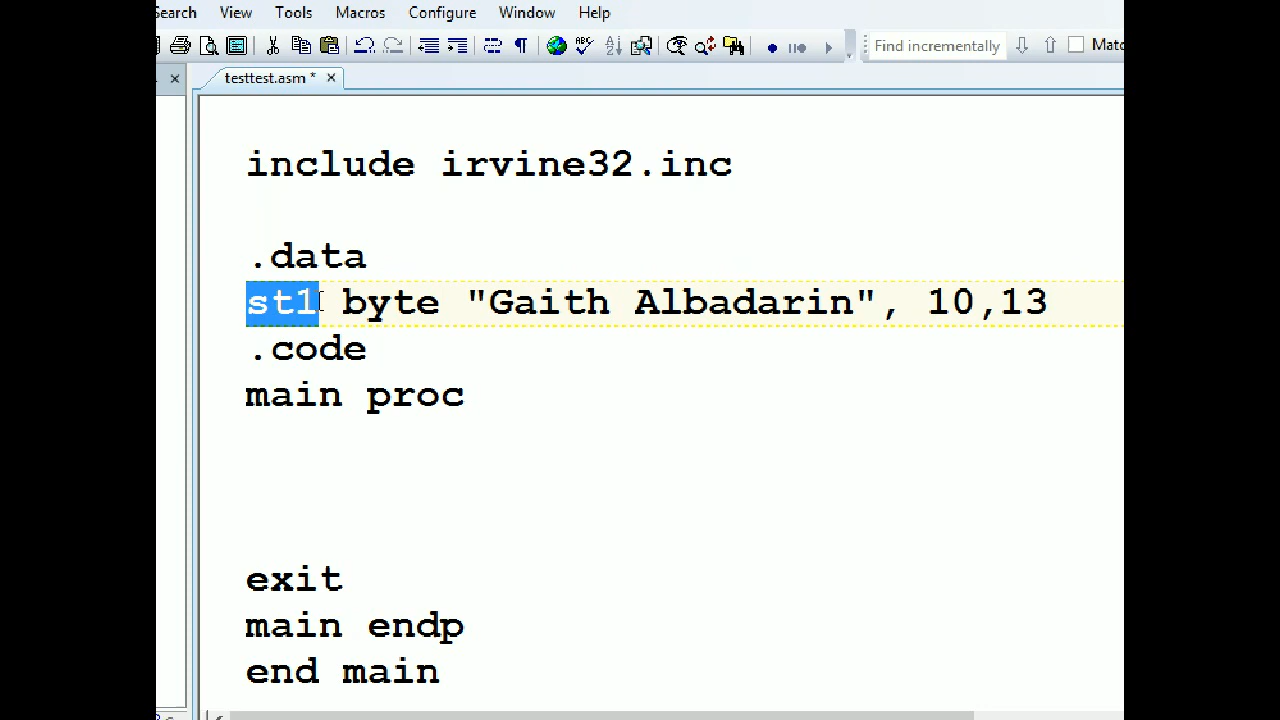 Search View Tools Macros Configure Window Help
Find incrementally
testtest.asm *
include irvine32.inc
.data
st1 byte "Gaith Albadarin", 10,13
.code
main proc
exit
main endp
end main